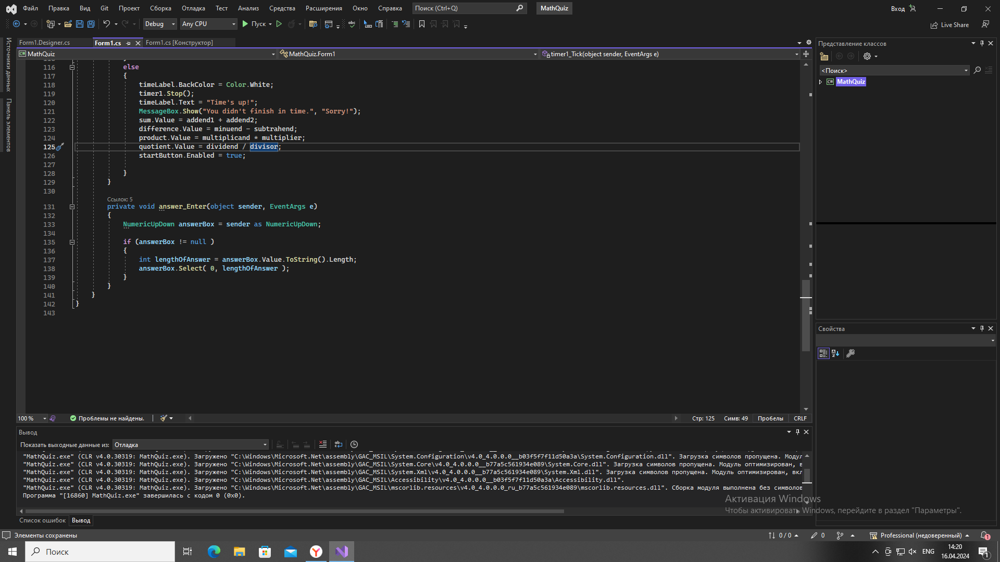 Файл Правка Вид Git Проект Сборка Отладка Тест Анализ Средства Расширения Окно Справка Поиск (Ctrl+Q) MathQuiz Вход
Debug Any CPU Пуск Live Share
Источники данных
Панель элементов
Form1.Designer.cs Form1.cs Form1.cs [Конструктор]
MathQuiz MathQuiz.Form1 timer1_Tick(object sender, EventArgs e)
116 else
117 {
118 timeLabel.BackColor = Color.White;
119 timer1.Stop();
120 timeLabel.Text = "Time's up!";
121 MessageBox.Show("You didn't finish in time.", "Sorry!");
122 sum.Value = addend1 + addend2;
123 difference.Value = minuend - subtrahend;
124 product.Value = multiplicand * multiplier;
125 quotient.Value = dividend / divisor;
126 startButton.Enabled = true;
127
128 }
129 }
130
Ссылок: 5
131 private void answer_Enter(object sender, EventArgs e)
132 {
133 NumericUpDown answerBox = sender as NumericUpDown;
134
135 if (answerBox != null )
136 {
137 int lengthOfAnswer = answerBox.Value.ToString().Length;
138 answerBox.Select( 0, lengthOfAnswer );
139 }
140 }
141 }
142 }
143
100 % Проблемы не найдены. Стр: 125 Симв: 49 Пробелы CRLF
Вывод
Показать выходные данные из: Отладка
"MathQuiz.exe" (CLR v4.0.30319: MathQuiz.exe). Загружено "C:\Windows\Microsoft.Net\assembly\GAC_MSIL\System.Configuration\v4.0_4.0.0.0__b03f5f7f11d50a3a\System.Configuration.dll". Загрузка символов пропущена. Модул
"MathQuiz.exe" (CLR v4.0.30319: MathQuiz.exe). Загружено "C:\Windows\Microsoft.Net\assembly\GAC_MSIL\System.Core\v4.0_4.0.0.0__b77a5c561934e089\System.Core.dll". Загрузка символов пропущена. Модуль оптимизирован, в
"MathQuiz.exe" (CLR v4.0.30319: MathQuiz.exe). Загружено "C:\Windows\Microsoft.Net\assembly\GAC_MSIL\System.Xml\v4.0_4.0.0.0__b77a5c561934e089\System.Xml.dll". Загрузка символов пропущена. Модуль оптимизирован, вкл
"MathQuiz.exe" (CLR v4.0.30319: MathQuiz.exe). Загружено "C:\Windows\Microsoft.Net\assembly\GAC_MSIL\Accessibility\v4.0_4.0.0.0__b03f5f7f11d50a3a\Accessibility.dll".
"MathQuiz.exe" (CLR v4.0.30319: MathQuiz.exe). Загружено "C:\Windows\Microsoft.Net\assembly\GAC_MSIL\mscorlib.resources\v4.0_4.0.0.0_ru_b77a5c561934e089\mscorlib.resources.dll". Сборка модуля выполнена без символов
Программа "[16860] MathQuiz.exe" завершилась с кодом 0 (0x0).
Список ошибок Вывод
Представление классов
<Поиск>
C# MathQuiz
Свойства
Активация Windows
Чтобы активировать Windows, перейдите в раздел "Параметры".
Элементы сохранены 0 / 0 0 Professional (недоверенный) 1
Поиск ENG 14:20
16.04.2024 1